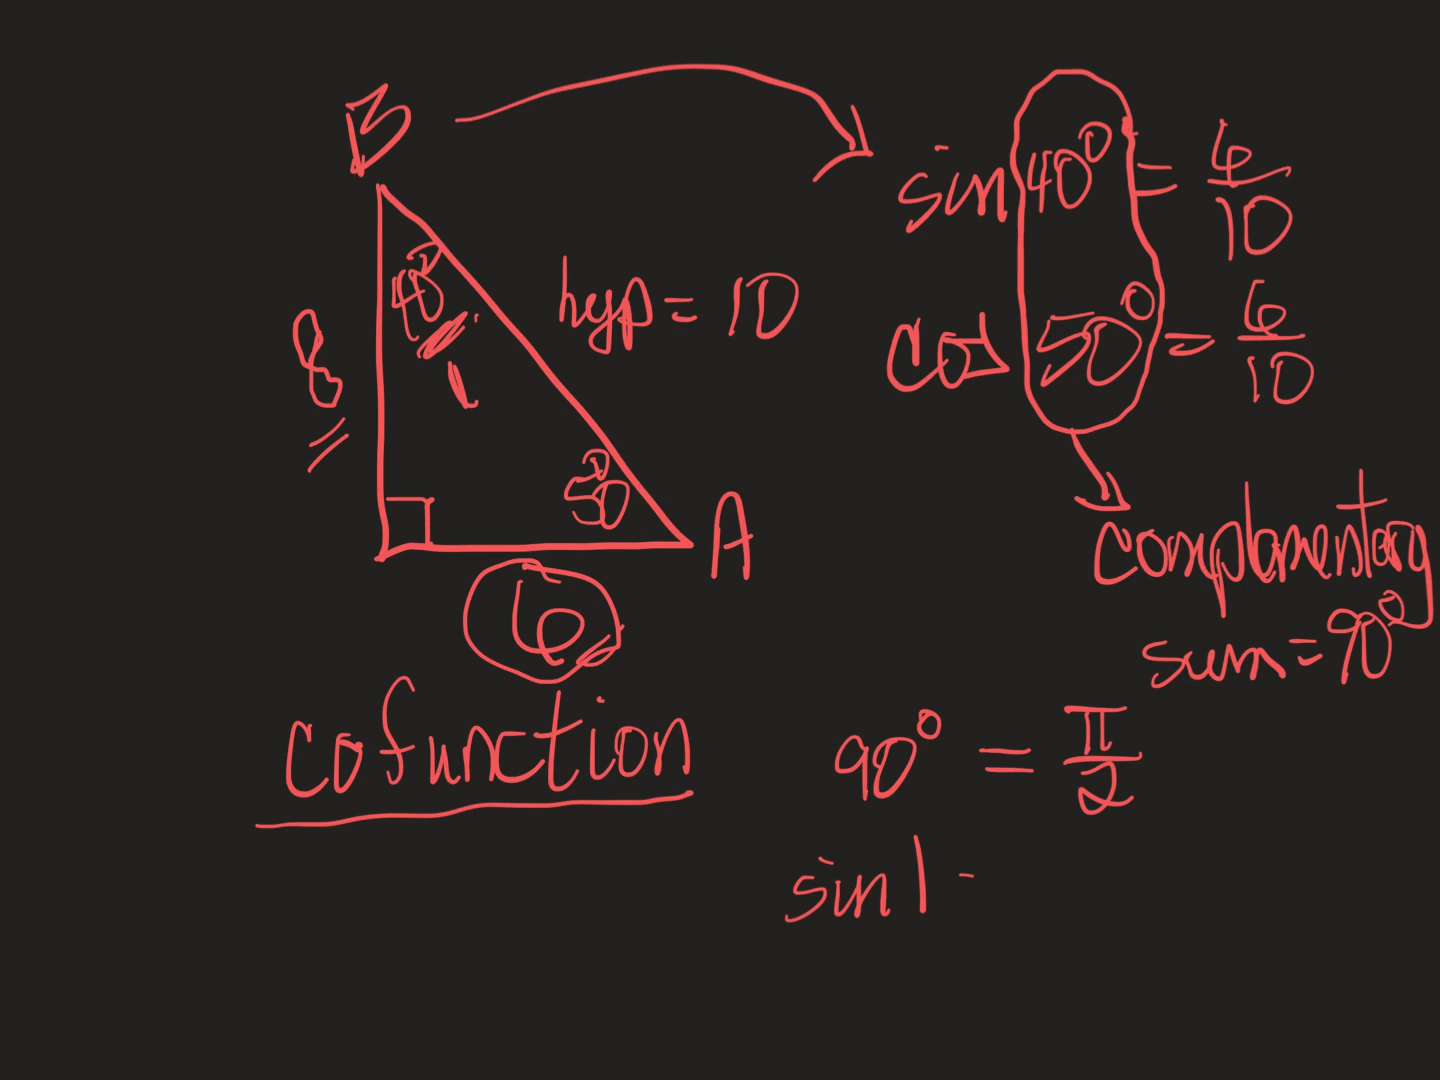 B
sin 40° = 6/10
40°
hyp = 10
8
cos 50° = 6/10
50°
A
complementary
sum = 90°
6
cofunction
90° = π/2
sin 1 =